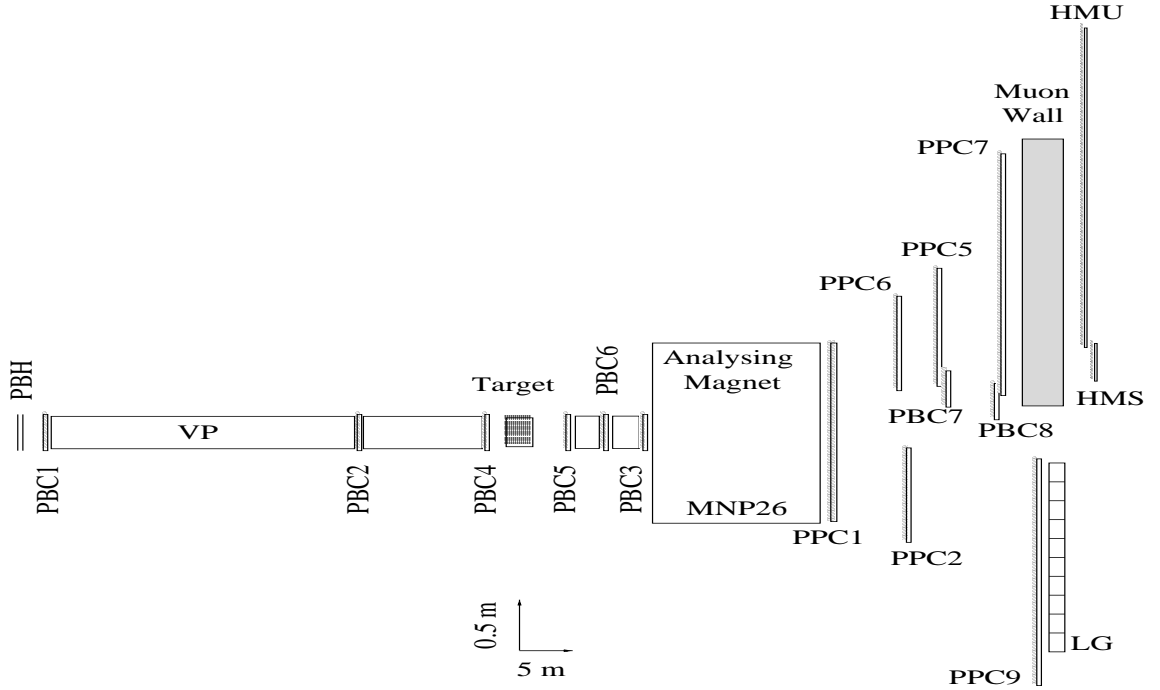 HMU
Muon
Wall
PPC7
PPC5
PPC6
PBH
PBC6
Analysing
Magnet
Target
VP
PBC7
PBC8
HMS
PBC1
PBC2
PBC4
PBC5
PBC3
MNP26
PPC1
PPC2
0.5 m
5 m
LG
PPC9